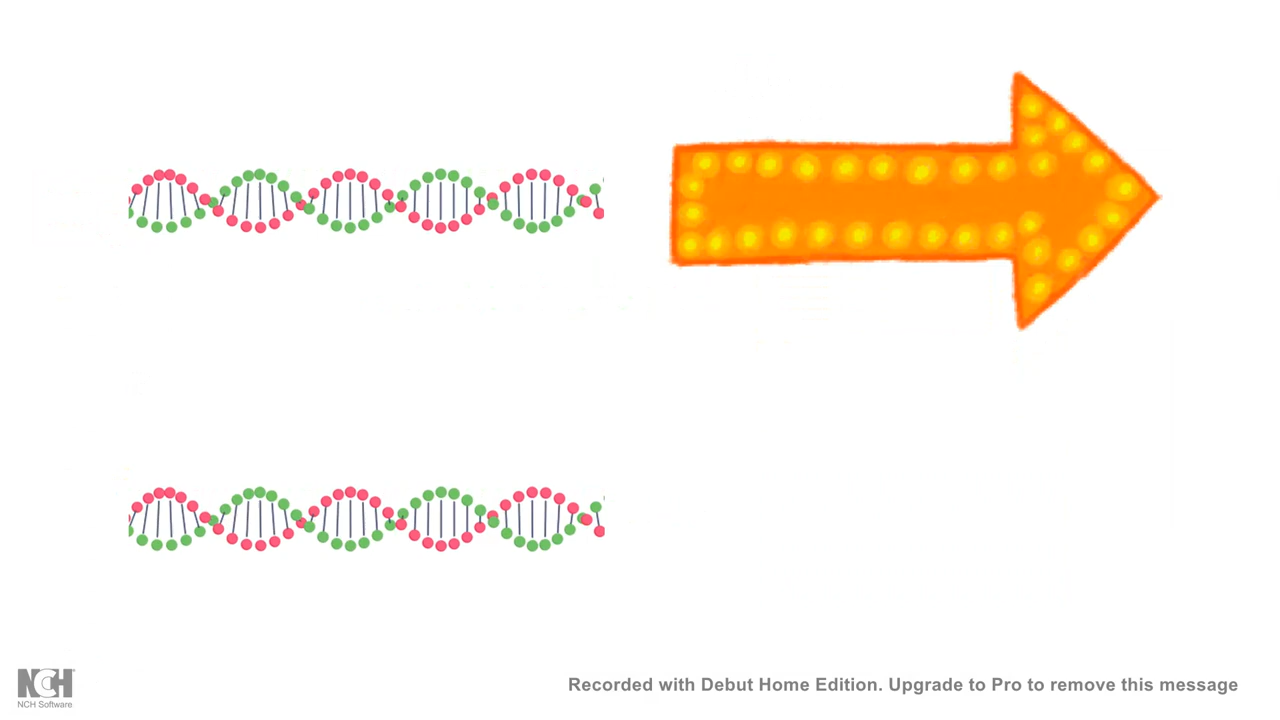 NCH
NCH Software
Recorded with Debut Home Edition. Upgrade to Pro to remove this message